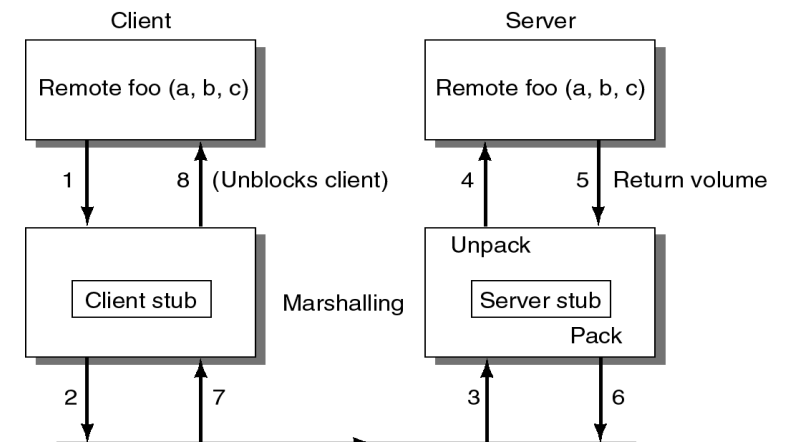 Client
Server
Remote foo (a, b, c)
Remote foo (a, b, c)
1
8
(Unblocks client)
4
5
Return volume
Unpack
Client stub
Marshalling
Server stub
Pack
2
7
3
6